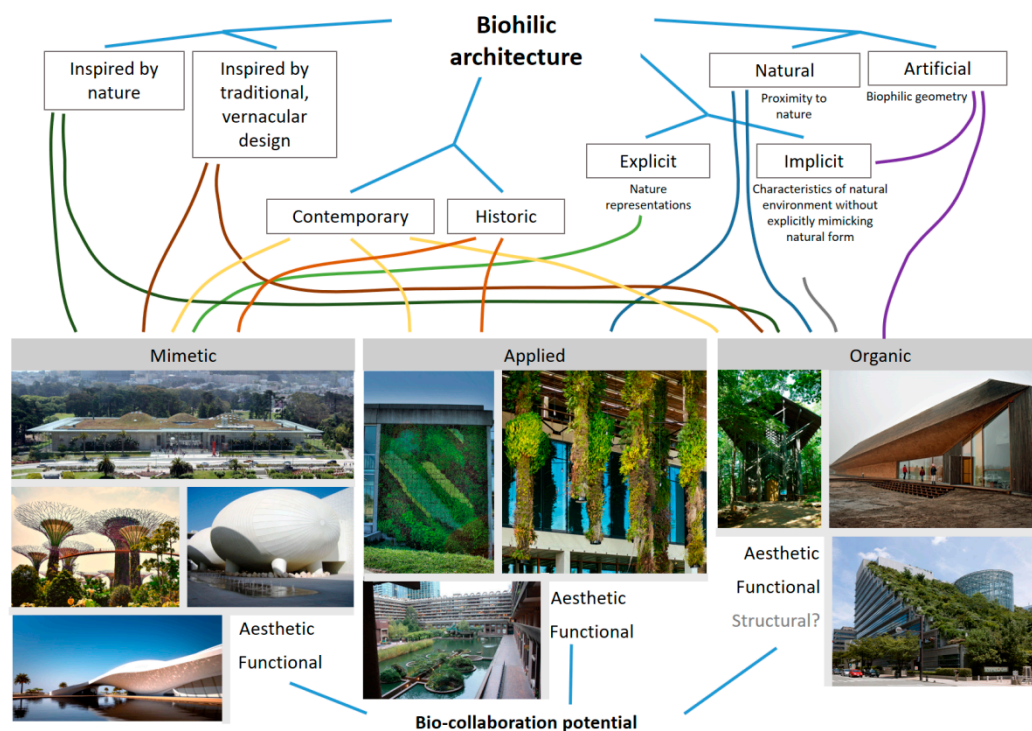 Biohilic
architecture
Inspired by
nature
Inspired by
traditional,
vernacular
design
Natural
Proximity to
nature
Artificial
Biophilic geometry
Explicit
Nature
representations
Implicit
Characteristics of natural
environment without
explicitly mimicking
natural form
Contemporary
Historic
Mimetic
Applied
Organic
Aesthetic
Functional
Aesthetic
Functional
Aesthetic
Functional
Structural?
Bio-collaboration potential